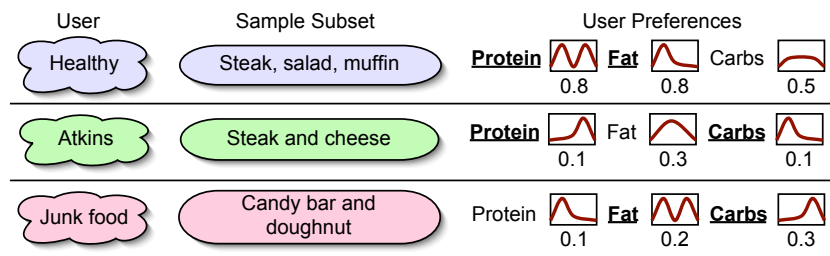 User Sample Subset User Preferences
Healthy Steak, salad, muffin Protein Fat Carbs
0.8 0.8 0.5
Atkins Steak and cheese Protein Fat Carbs
0.1 0.3 0.1
Junk food Candy bar and doughnut Protein Fat Carbs
0.1 0.2 0.3